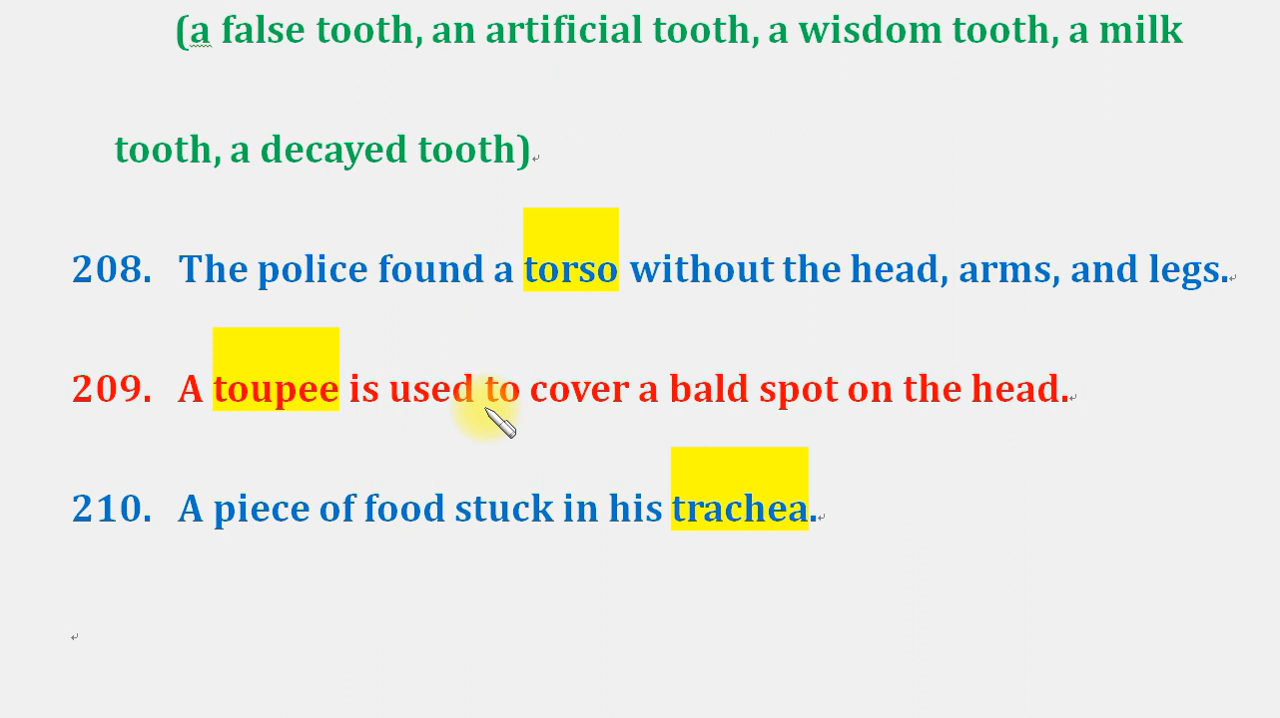 (a false tooth, an artificial tooth, a wisdom tooth, a milk
tooth, a decayed tooth)
208. The police found a torso without the head, arms, and legs.
209. A toupee is used to cover a bald spot on the head.
210. A piece of food stuck in his trachea.